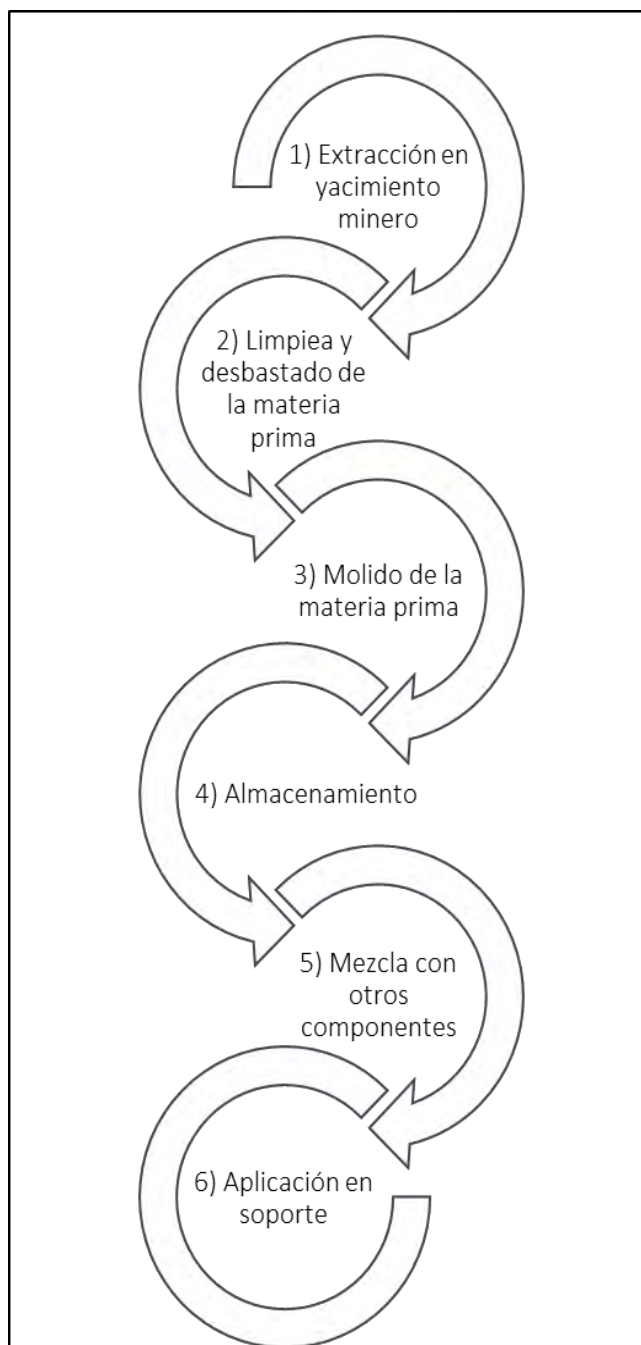 1) Extracción en
yacimiento
minero
2) Limpiea y
desbastado de
la materia
prima
3) Molido de la
materia prima
4) Almacenamiento
5) Mezcla con
otros
componentes
6) Aplicación en
soporte